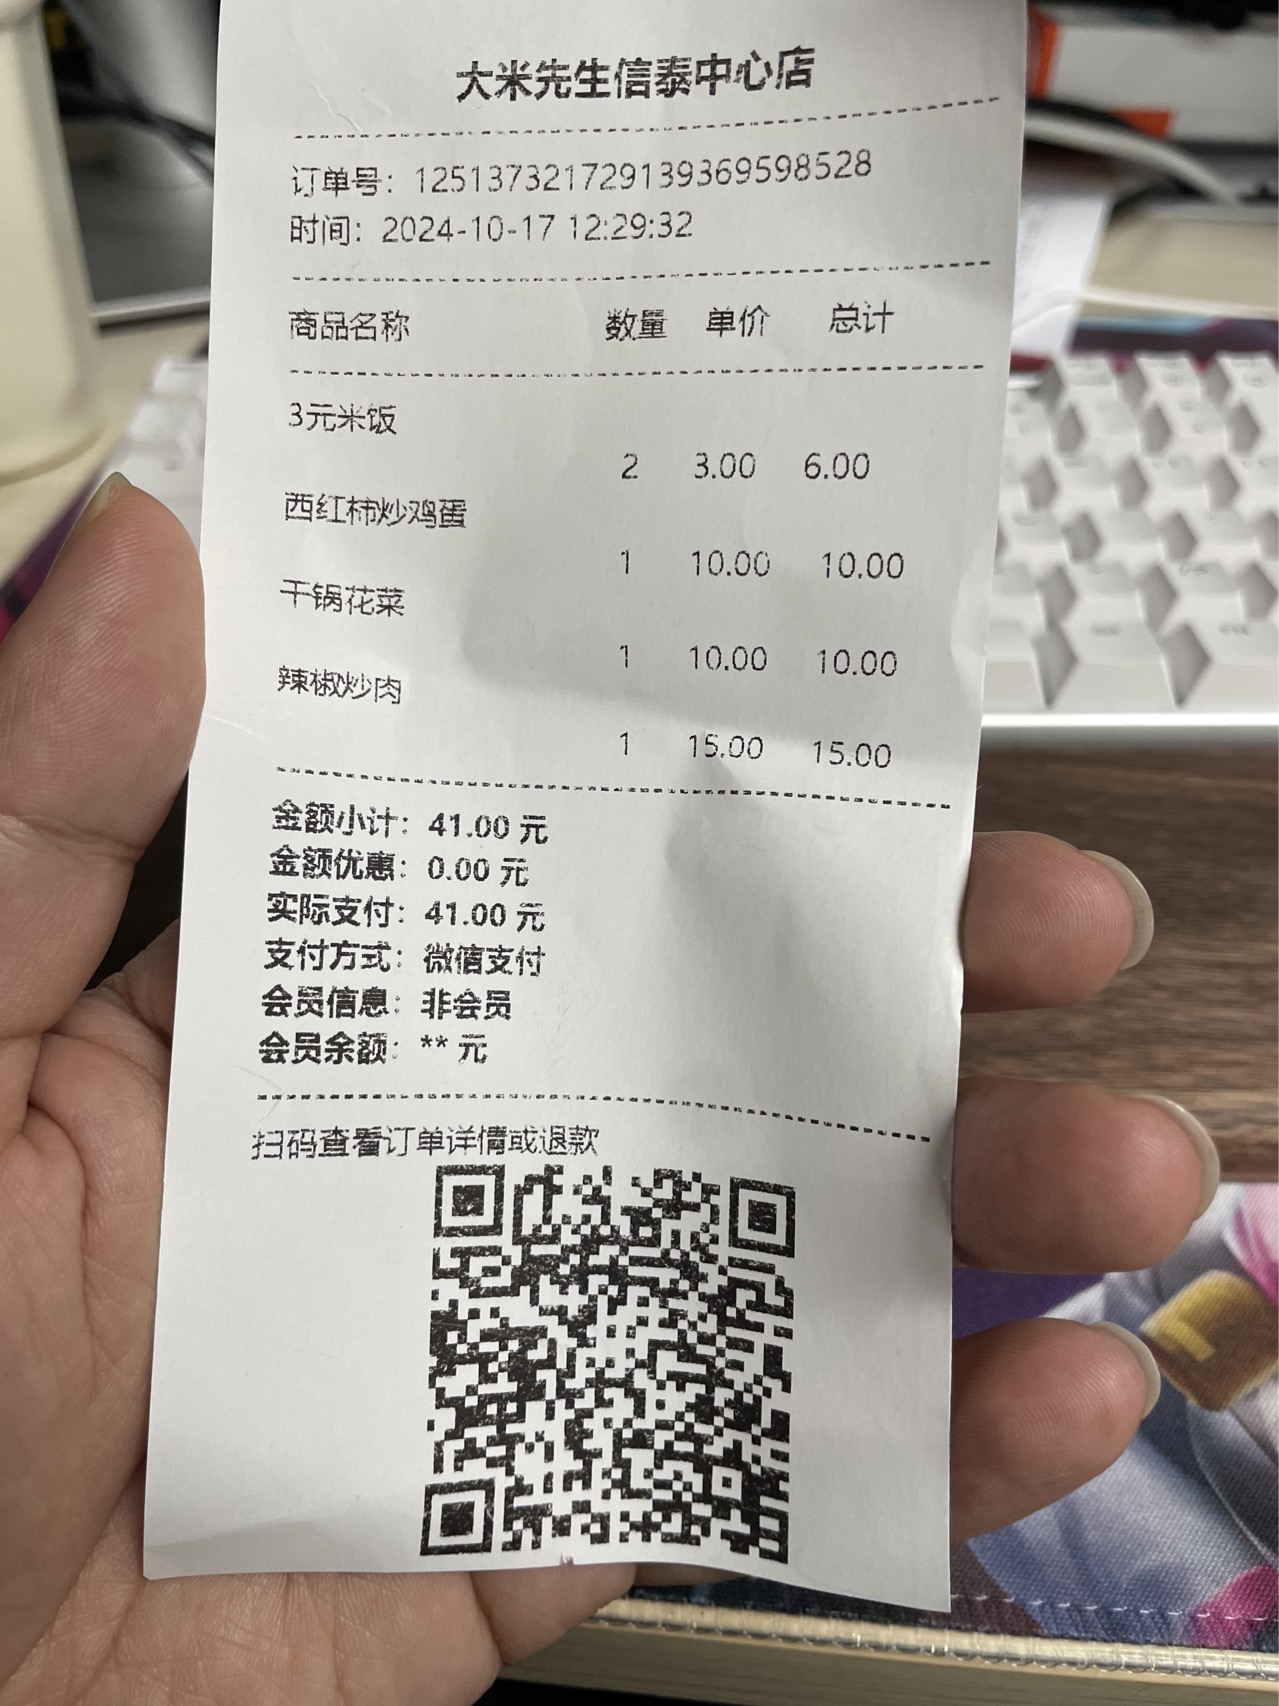 大米先生信泰中心店
订单号：12513732172913936959​8528
时间：2024-10-17 12:29:32
商品名称 数量 单价 总计
3元米饭
2 3.00 6.00
西红柿炒鸡蛋
1 10.00 10.00
干锅花菜
1 10.00 10.00
辣椒炒肉
1 15.00 15.00
金额小计：41.00 元
金额优惠：0.00 元
实际支付：41.00 元
支付方式：微信支付
会员信息：非会员
会员余额：** 元
扫码查看订单详情或退款